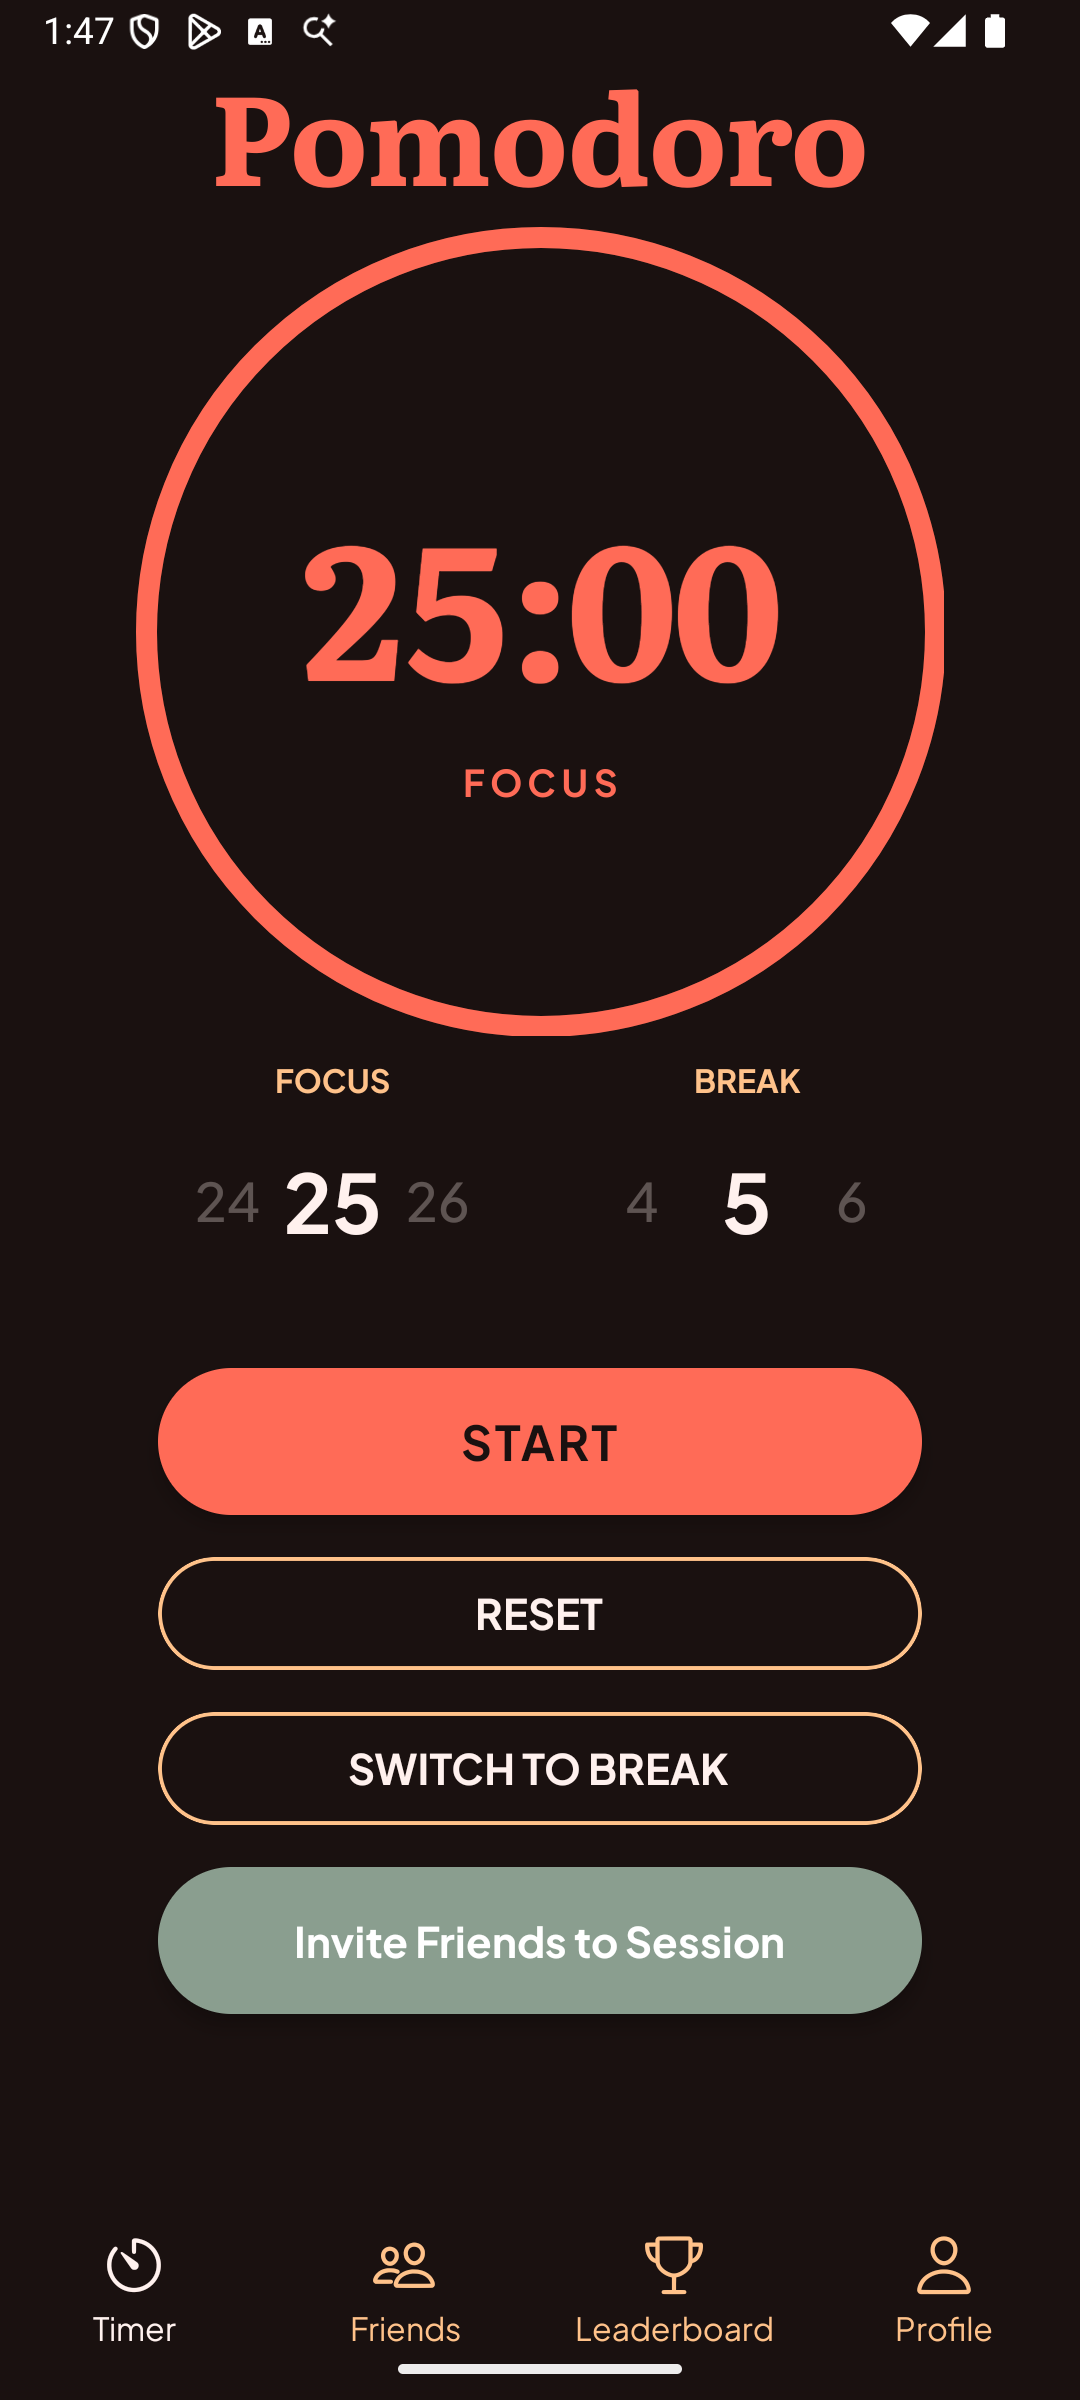 1:47
Pomodoro
25:00
FOCUS
FOCUS BREAK
24 25 26 4 5 6
START
RESET
SWITCH TO BREAK
Invite Friends to Session
Timer Friends Leaderboard Profile